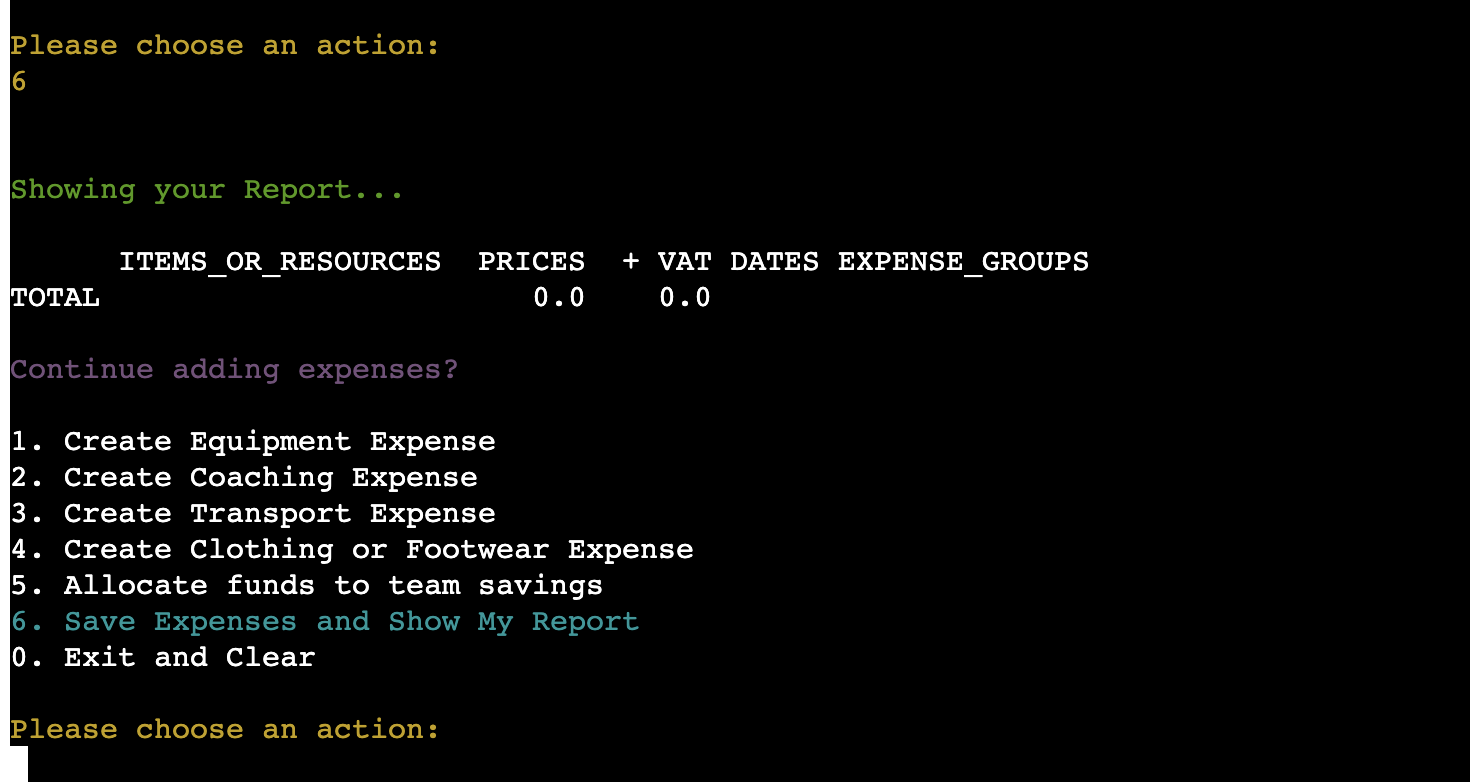 Please choose an action:
6
Showing your Report...
ITEMS_OR_RESOURCES PRICES + VAT DATES EXPENSE_GROUPS
TOTAL 0.0 0.0
Continue adding expenses?
1. Create Equipment Expense
2. Create Coaching Expense
3. Create Transport Expense
4. Create Clothing or Footwear Expense
5. Allocate funds to team savings
6. Save Expenses and Show My Report
0. Exit and Clear
Please choose an action: